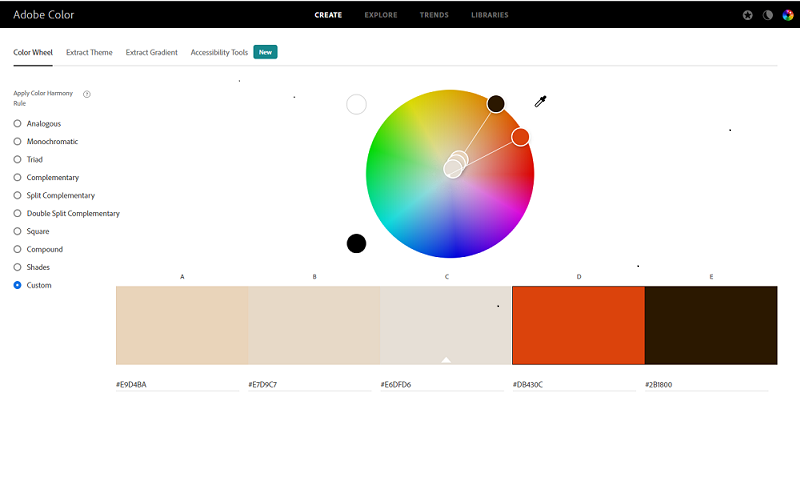 Adobe Color
CREATE EXPLORE TRENDS LIBRARIES
Color Wheel Extract Theme Extract Gradient Accessibility Tools New
Apply Color Harmony
Rule
Analogous
Monochromatic
Triad
Complementary
Split Complementary
Double Split Complementary
Square
Compound
Shades
Custom
A B C D E
#E9D4BA #E7D9C7 #E6DFD6 #DB430C #2B1800